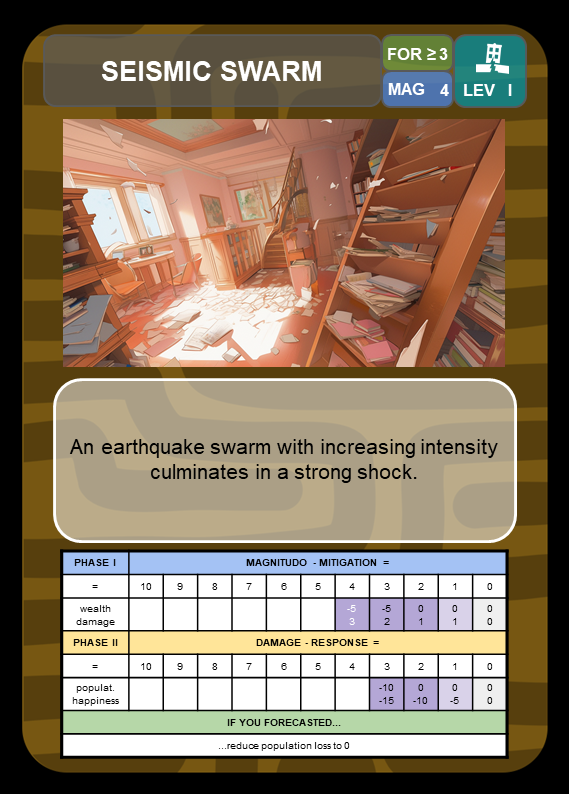 SEISMIC SWARM
FOR ≥ 3
MAG 4
LEV I
An earthquake swarm with increasing intensity
culminates in a strong shock.
PHASE I MAGNITUDO - MITIGATION =
= 10 9 8 7 6 5 4 3 2 1 0
wealth -5 -5 0 0 0
damage 3 2 1 1 0
PHASE II DAMAGE - RESPONSE =
= 10 9 8 7 6 5 4 3 2 1 0
populat. -10 0 0 0
happiness -15 -10 -5 0
IF YOU FORECASTED...
...reduce population loss to 0